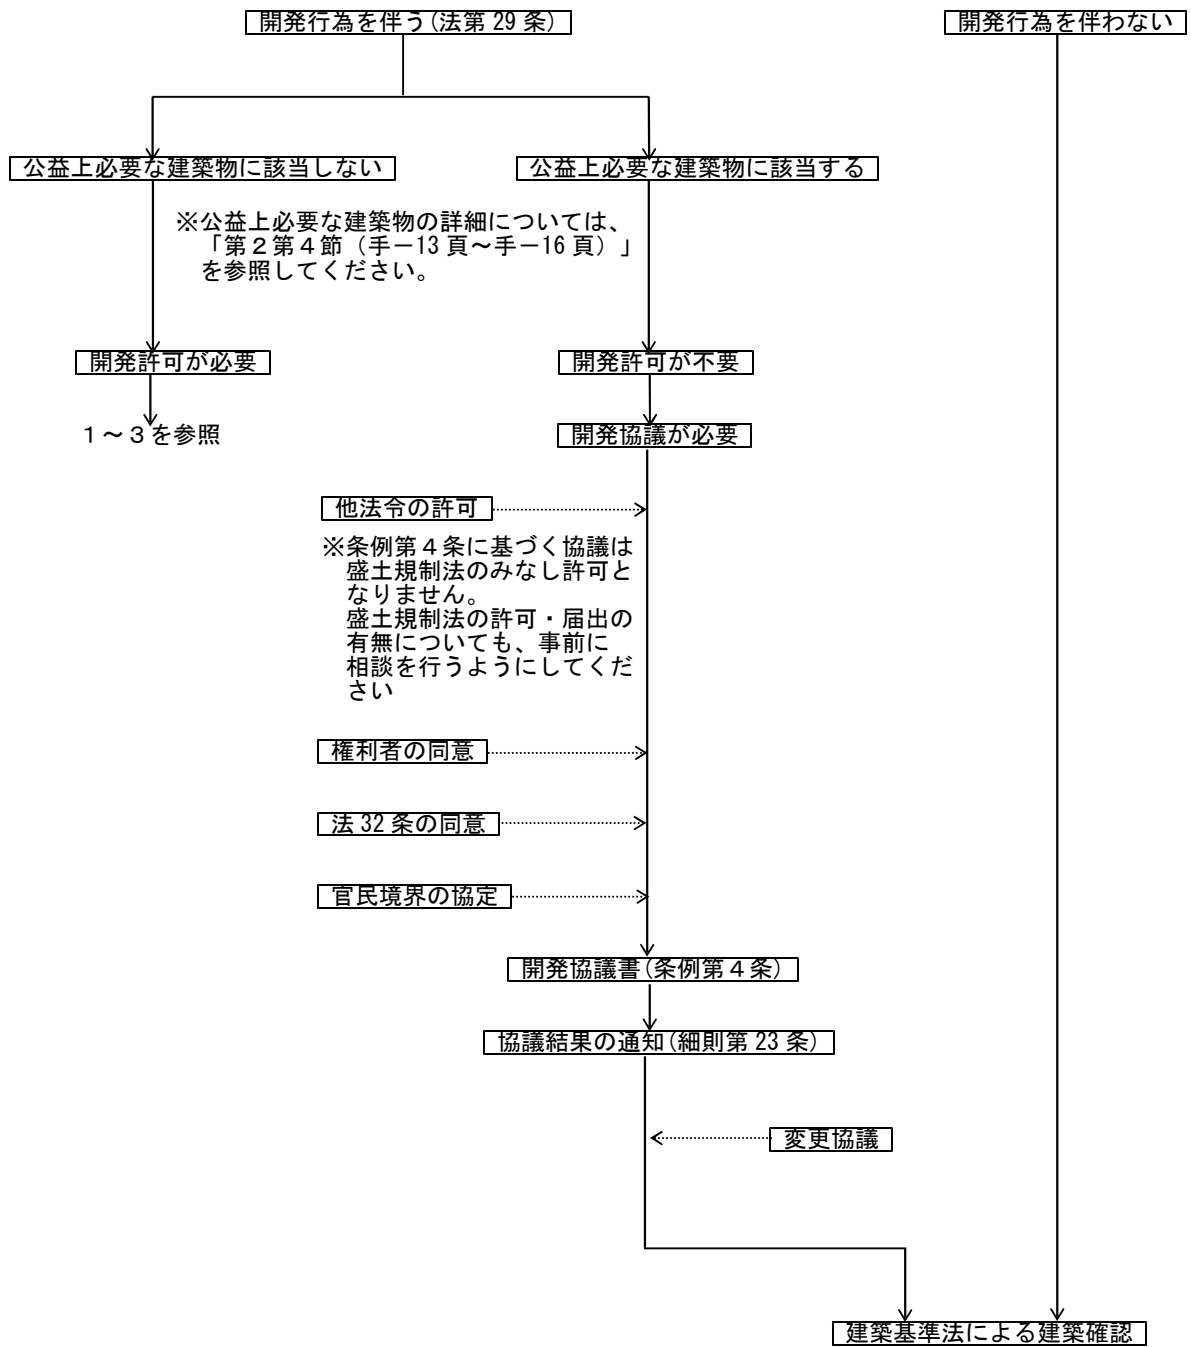 開発行為を伴う(法第29条)
開発行為を伴わない
公益上必要な建築物に該当しない
公益上必要な建築物に該当する
※公益上必要な建築物の詳細については、
「第２第４節（手－13頁～手－16頁）」
を参照してください。
開発許可が必要
開発許可が不要
１～３を参照
開発協議が必要
他法令の許可
※条例第４条に基づく協議は
盛土規制法のみなし許可と
なりません。
盛土規制法の許可・届出の
有無についても、事前に
相談を行うようにしてくだ
さい
権利者の同意
法32条の同意
官民境界の協定
開発協議書(条例第４条)
協議結果の通知(細則第23条)
変更協議
建築基準法による建築確認